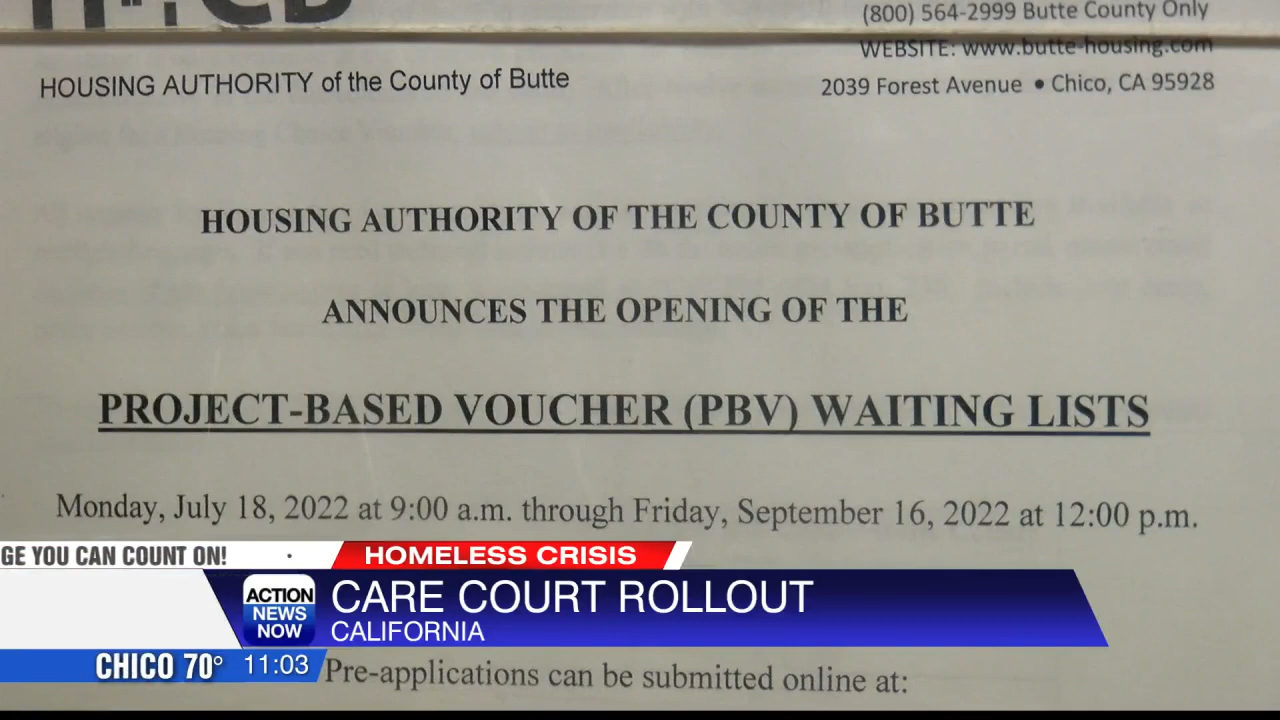 (800) 564-2999 Butte County Only
WEBSITE: www.butte-housing.com
HOUSING AUTHORITY of the County of Butte
2039 Forest Avenue • Chico, CA 95928
HOUSING AUTHORITY OF THE COUNTY OF BUTTE
ANNOUNCES THE OPENING OF THE
PROJECT-BASED VOUCHER (PBV) WAITING LISTS
Monday, July 18, 2022 at 9:00 a.m. through Friday, September 16, 2022 at 12:00 p.m.
GE YOU CAN COUNT ON!
HOMELESS CRISIS
ACTION
NEWS
NOW
CARE COURT ROLLOUT
CALIFORNIA
CHICO 70° 11:03
Pre-applications can be submitted online at: